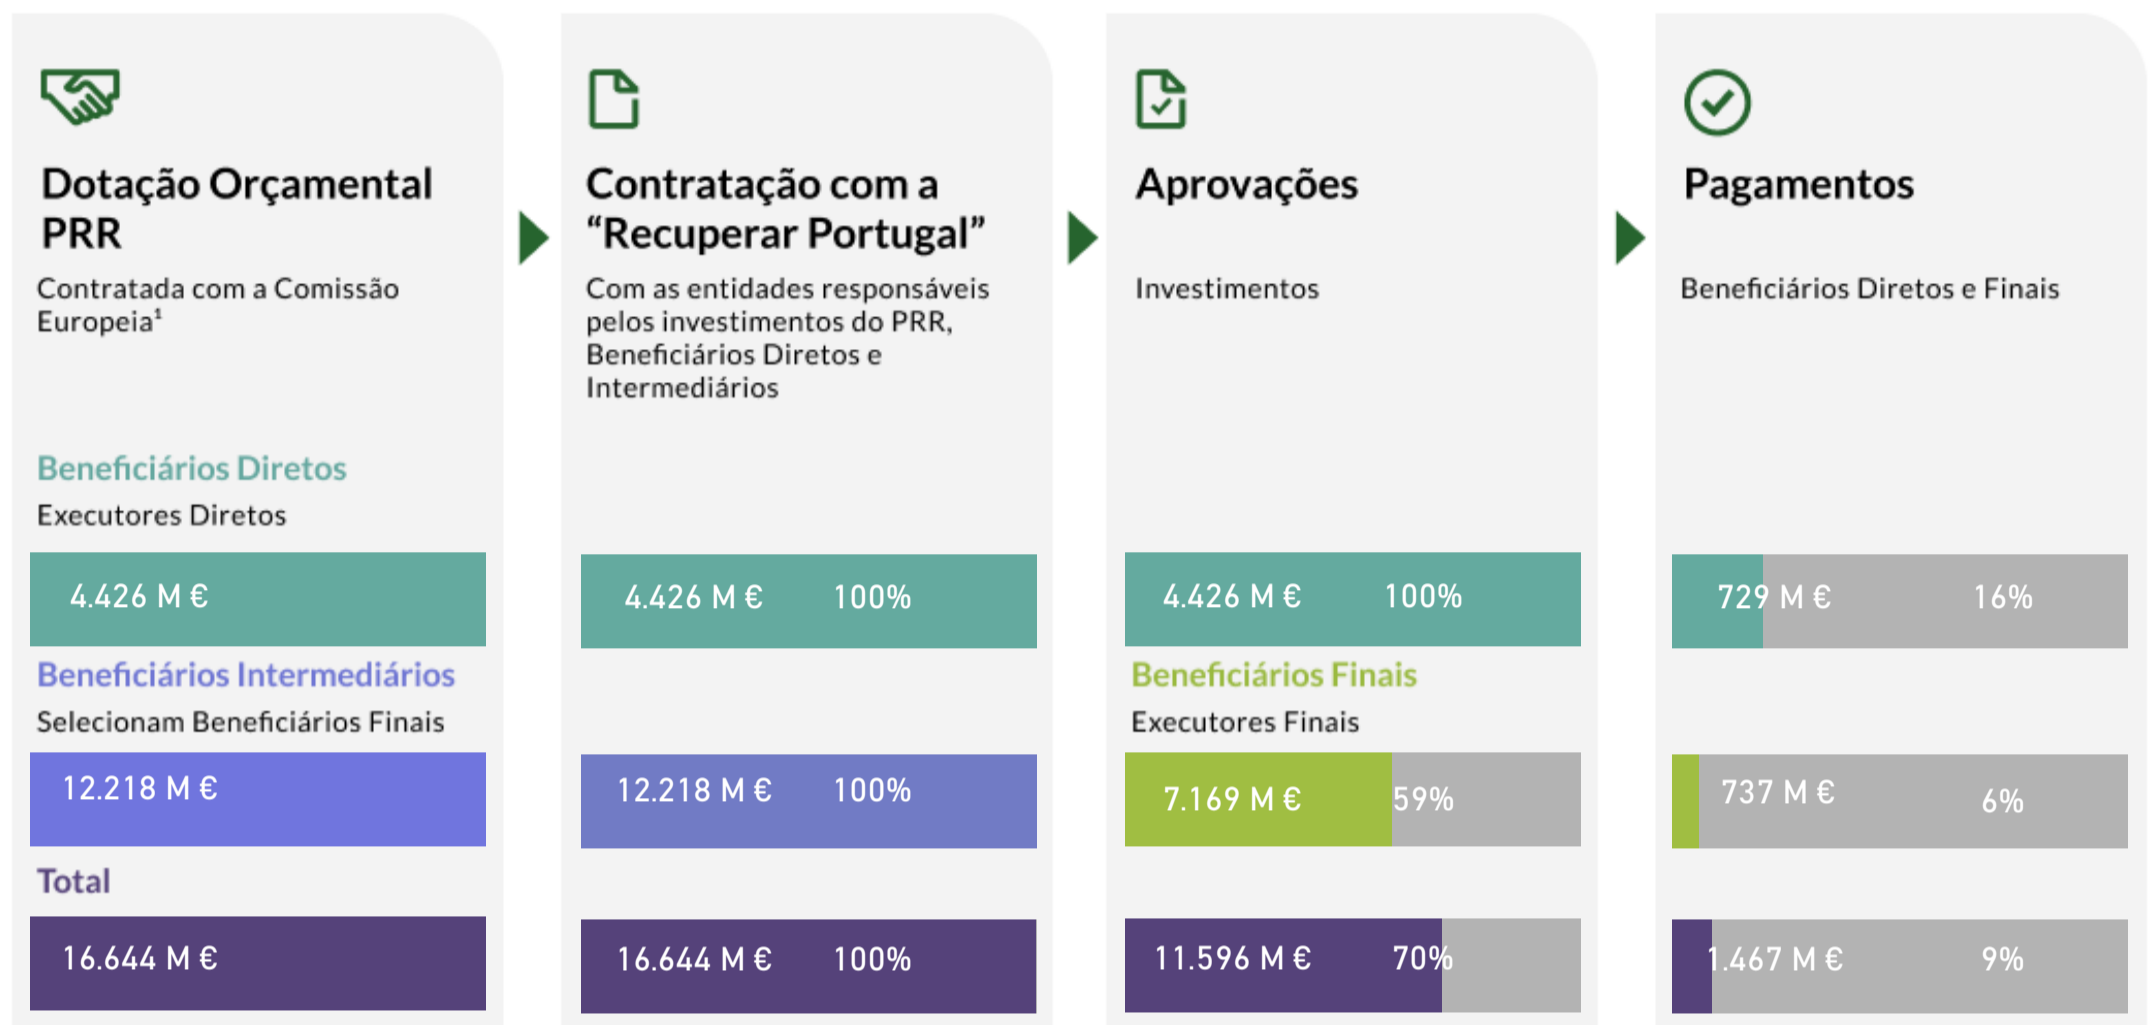 Dotação Orçamental
PRR
Contratada com a Comissão
Europeia¹
Contratação com a
“Recuperar Portugal”
Com as entidades responsáveis
pelos investimentos do PRR,
Beneficiários Diretos e
Intermediários
Aprovações
Investimentos
Pagamentos
Beneficiários Diretos e Finais
Beneficiários Diretos
Executores Diretos
4.426 M €
4.426 M € 100%
4.426 M € 100%
729 M € 16%
Beneficiários Intermediários
Selecionam Beneficiários Finais
Beneficiários Finais
Executores Finais
12.218 M €
12.218 M € 100%
7.169 M € 59%
737 M € 6%
Total
16.644 M €
16.644 M € 100%
11.596 M € 70%
1.467 M € 9%